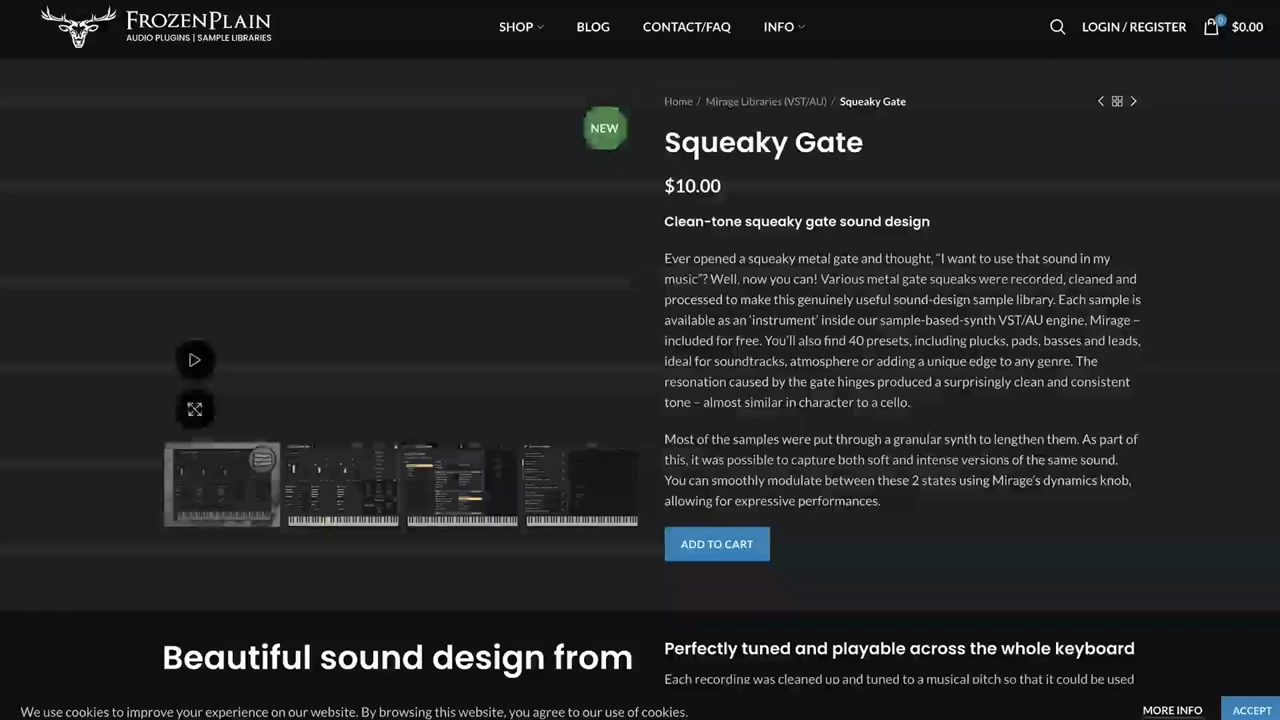 FROZENPLAIN
AUDIO PLUGINS | SAMPLE LIBRARIES
SHOP
BLOG
CONTACT/FAQ
INFO
LOGIN / REGISTER
0
$0.00
Home / Mirage Libraries (VST/AU) / Squeaky Gate
NEW
Squeaky Gate
$10.00
Clean-tone squeaky gate sound design
Ever opened a squeaky metal gate and thought, “I want to use that sound in my
music”? Well, now you can! Various metal gate squeaks were recorded, cleaned and
processed to make this genuinely useful sound-design sample library. Each sample is
available as an ‘instrument’ inside our sample-based-synth VST/AU engine, Mirage –
included for free. You’ll also find 40 presets, including plucks, pads, basses and leads,
ideal for soundtracks, atmosphere or adding a unique edge to any genre. The
resonation caused by the gate hinges produced a surprisingly clean and consistent
tone – almost similar in character to a cello.
Most of the samples were put through a granular synth to lengthen them. As part of
this, it was possible to capture both soft and intense versions of the same sound.
You can smoothly modulate between these 2 states using Mirage’s dynamics knob,
allowing for expressive performances.
ADD TO CART
Beautiful sound design from
Perfectly tuned and playable across the whole keyboard
Each recording was cleaned up and tuned to a musical pitch so that it could be used
We use cookies to improve your experience on our website. By browsing this website, you agree to our use of cookies.
MORE INFO
ACCEPT